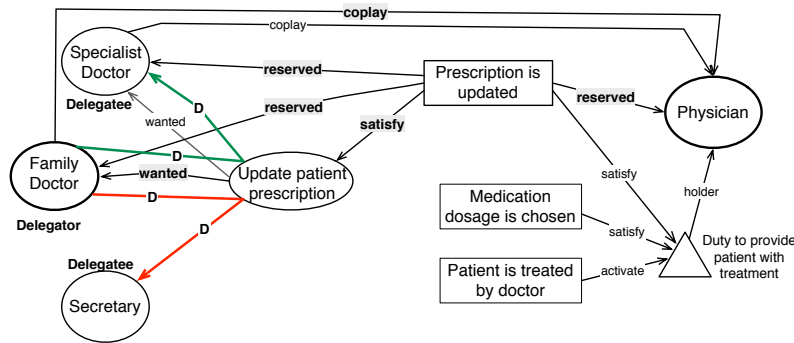 coplay
coplay
Specialist
Doctor
Delegatee
reserved
Prescription is
updated
reserved
Physician
D
wanted
reserved
satisfy
D
Family
Doctor
wanted
Update patient
prescription
D
Delegator
D
satisfy
holder
Medication
dosage is chosen
satisfy
Duty to provide
patient with
treatment
Delegatee
Secretary
Patient is treated
by doctor
activate